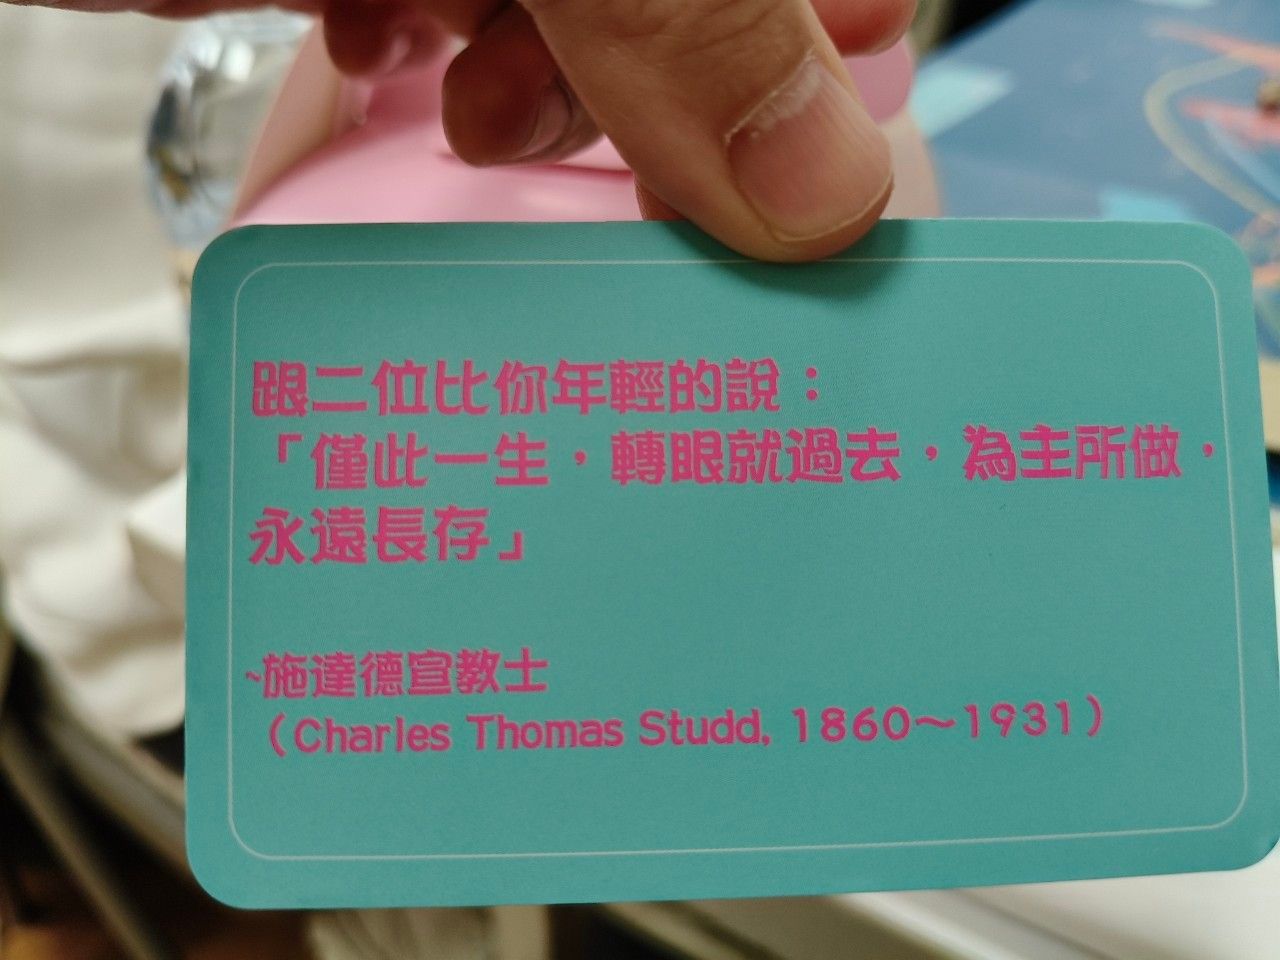 跟二位比你年輕的說：
「僅此一生，轉眼就過去，為主所做，
永遠長存」
~施達德宣教士
（Charles Thomas Studd, 1860～1931）